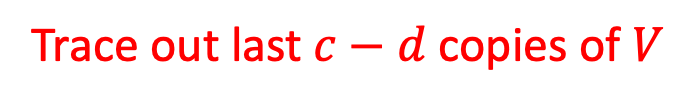 Trace out last c − d copies of V